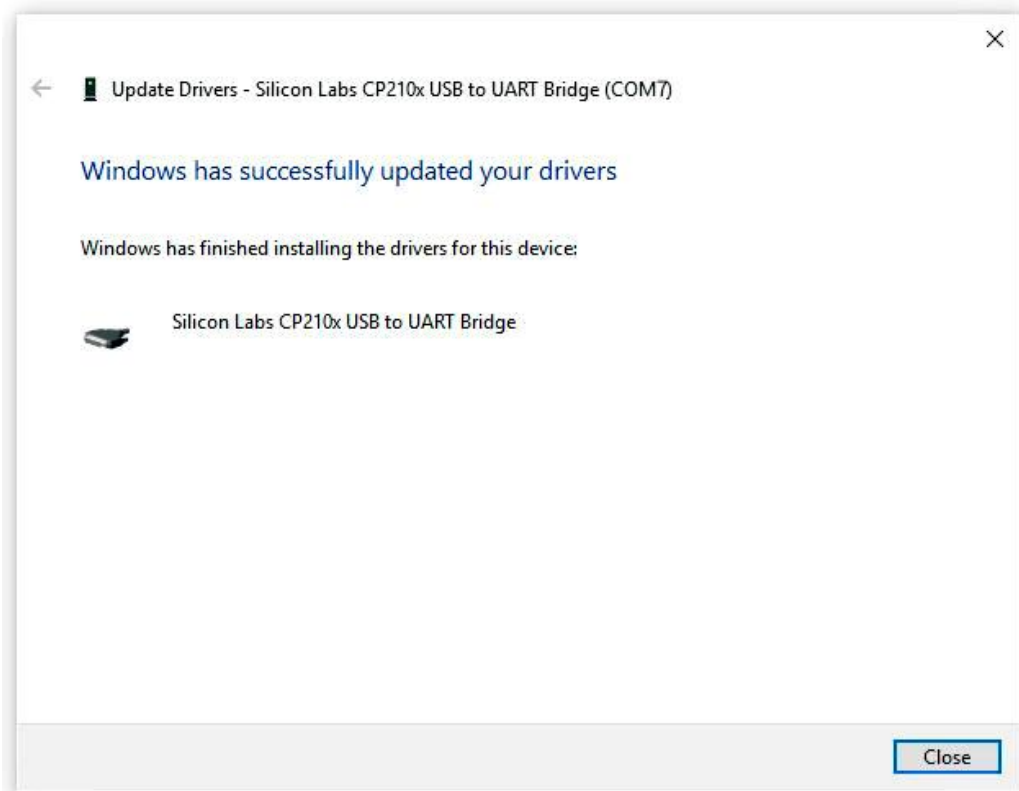 Update Drivers - Silicon Labs CP210x USB to UART Bridge (COM7)
Windows has successfully updated your drivers
Windows has finished installing the drivers for this device:
Silicon Labs CP210x USB to UART Bridge
Close